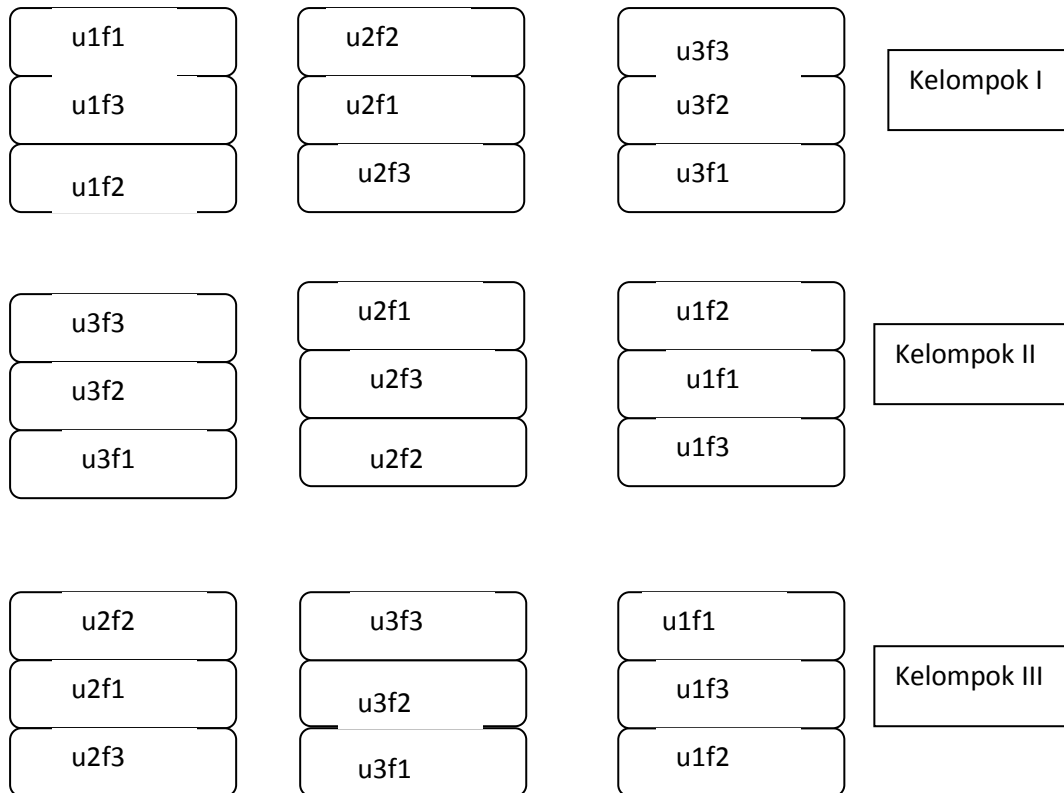 u1f1
u2f2
u3f3
Kelompok I
u1f3
u2f1
u3f2
u1f2
u2f3
u3f1
u3f3
u2f1
u1f2
Kelompok II
u3f2
u2f3
u1f1
u3f1
u2f2
u1f3
u2f2
u3f3
u1f1
Kelompok III
u2f1
u3f2
u1f3
u2f3
u3f1
u1f2